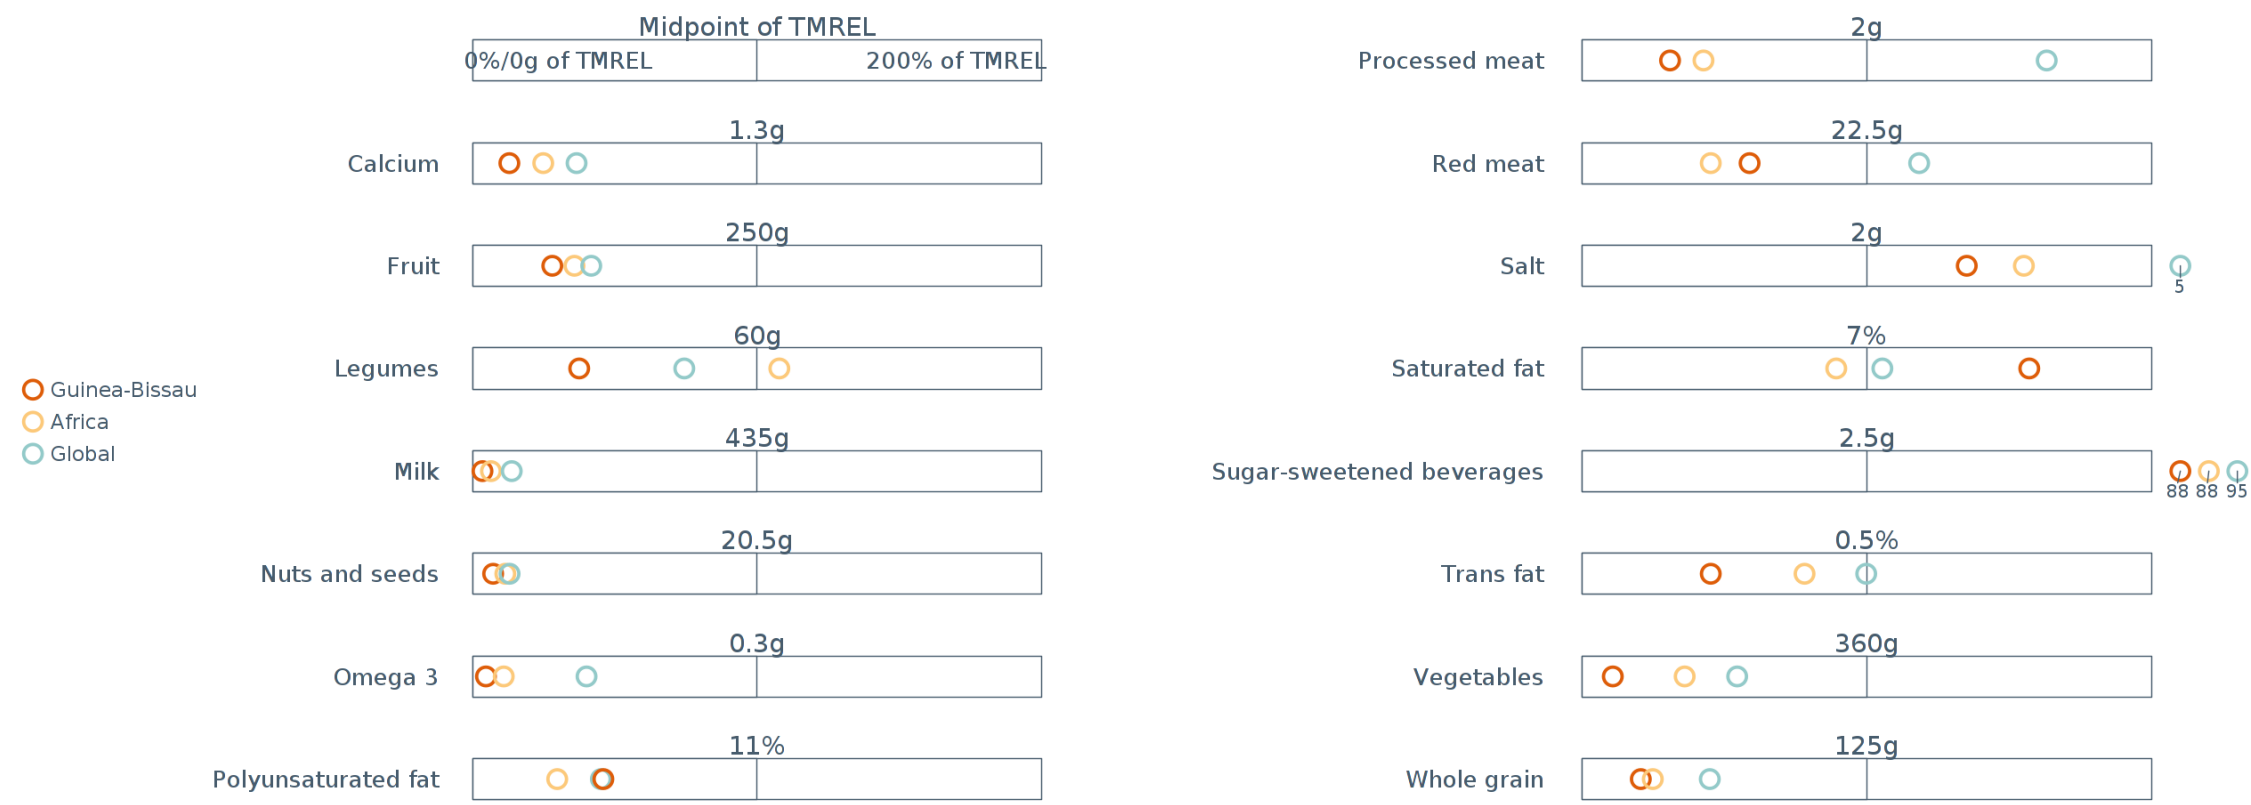 Midpoint of TMREL
0%/0g of TMREL
200% of TMREL
1.3g
Calcium
250g
Fruit
60g
Legumes
435g
Milk
20.5g
Nuts and seeds
0.3g
Omega 3
11%
Polyunsaturated fat
Guinea-Bissau
Africa
Global
2g
Processed meat
22.5g
Red meat
2g
Salt
5
7%
Saturated fat
2.5g
Sugar-sweetened beverages
88 88 95
0.5%
Trans fat
360g
Vegetables
125g
Whole grain